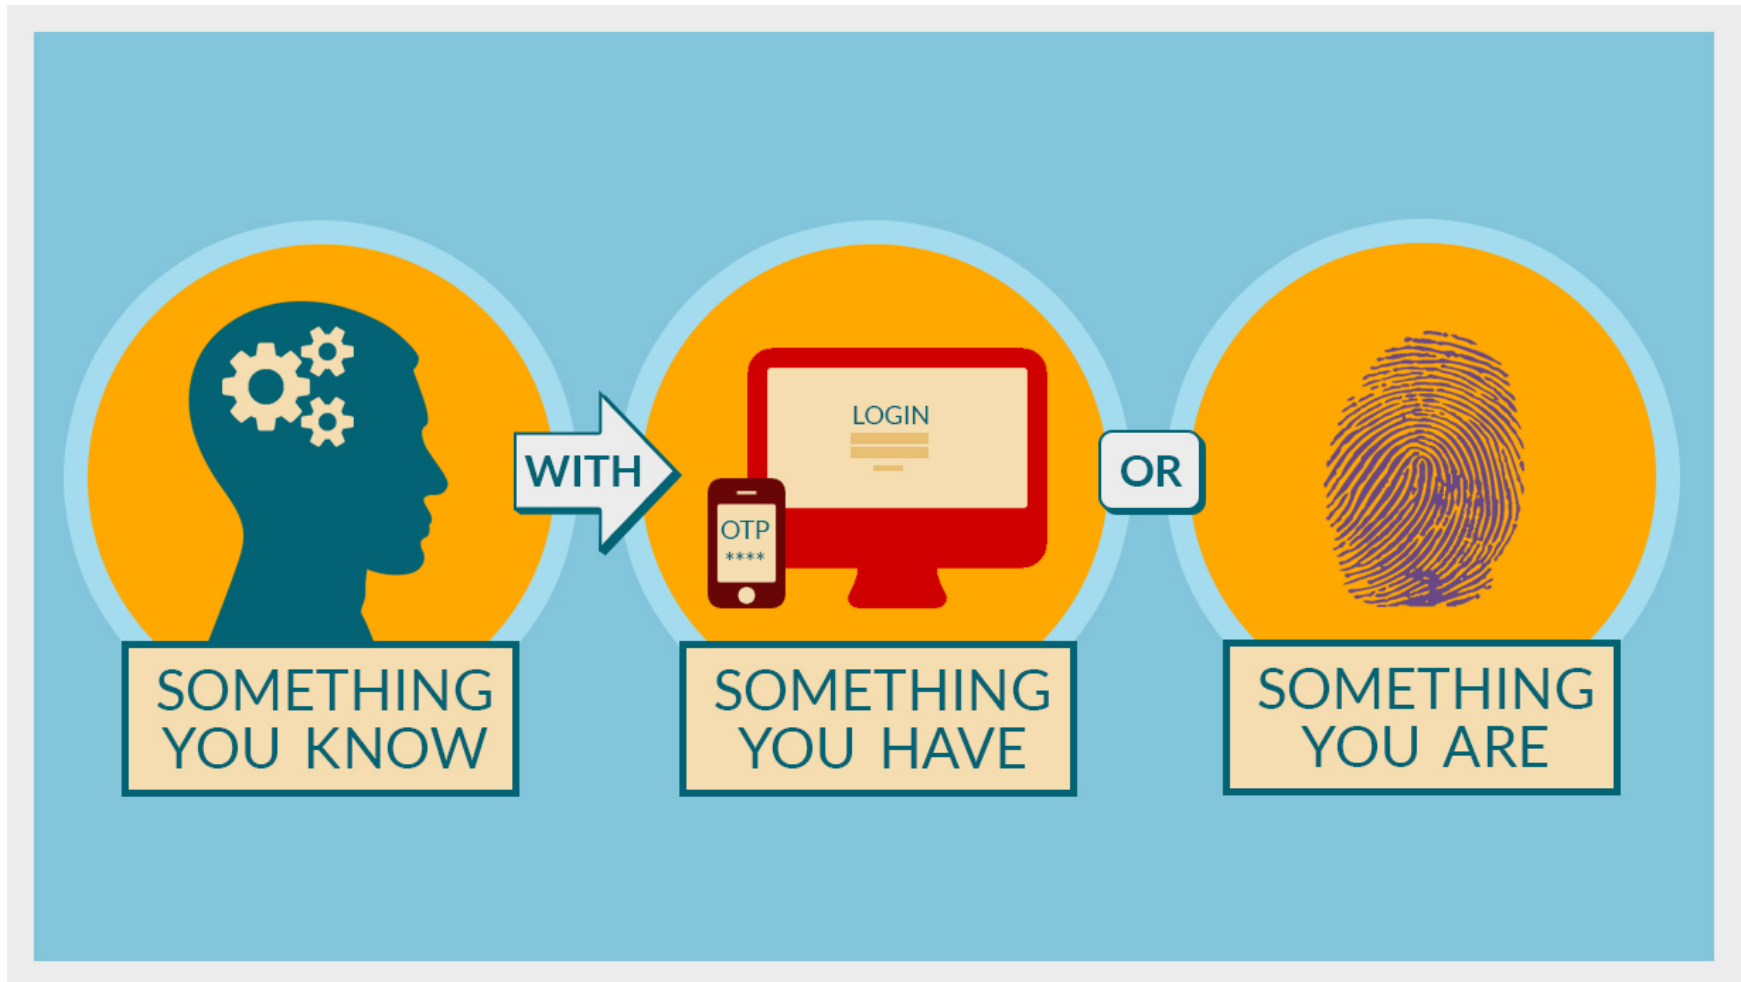 LOGIN
OTP
****
WITH
OR
SOMETHING
YOU KNOW
SOMETHING
YOU HAVE
SOMETHING
YOU ARE